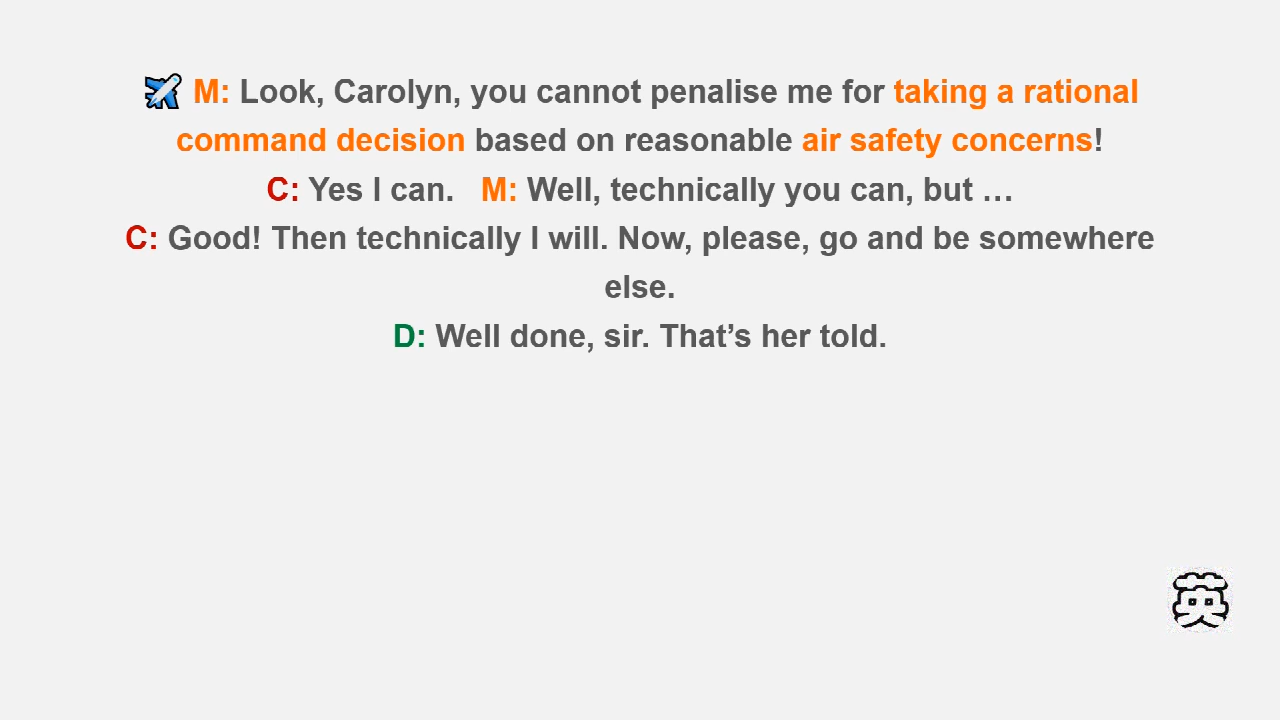 ✈️ M: Look, Carolyn, you cannot penalise me for taking a rational
command decision based on reasonable air safety concerns!
C: Yes I can. M: Well, technically you can, but …
C: Good! Then technically I will. Now, please, go and be somewhere
else.
D: Well done, sir. That’s her told.
英